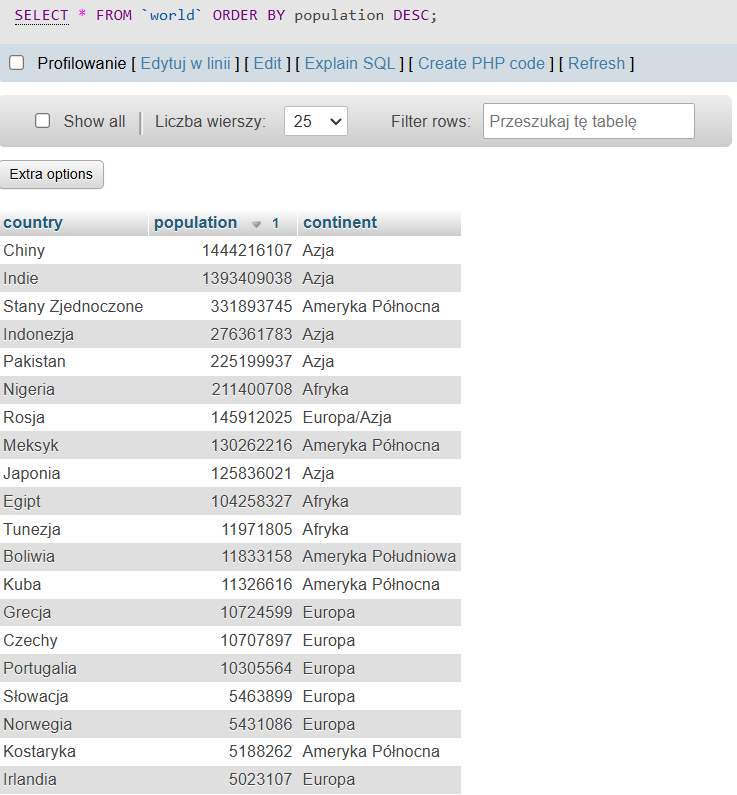 SELECT * FROM `world` ORDER BY population DESC;
Profilowanie [ Edytuj w linii ] [ Edit ] [ Explain SQL ] [ Create PHP code ] [ Refresh ]
Show all | Liczba wierszy: 25 Filter rows: Przeszukaj tę tabelę
Extra options
country population 1 continent
Chiny 1444216107 Azja
Indie 1393409038 Azja
Stany Zjednoczone 331893745 Ameryka Północna
Indonezja 276361783 Azja
Pakistan 225199937 Azja
Nigeria 211400708 Afryka
Rosja 145912025 Europa/Azja
Meksyk 130262216 Ameryka Północna
Japonia 125836021 Azja
Egipt 104258327 Afryka
Tunezja 11971805 Afryka
Boliwia 11833158 Ameryka Południowa
Kuba 11326616 Ameryka Północna
Grecja 10724599 Europa
Czechy 10707897 Europa
Portugalia 10305564 Europa
Słowacja 5463899 Europa
Norwegia 5431086 Europa
Kostaryka 5188262 Ameryka Północna
Irlandia 5023107 Europa